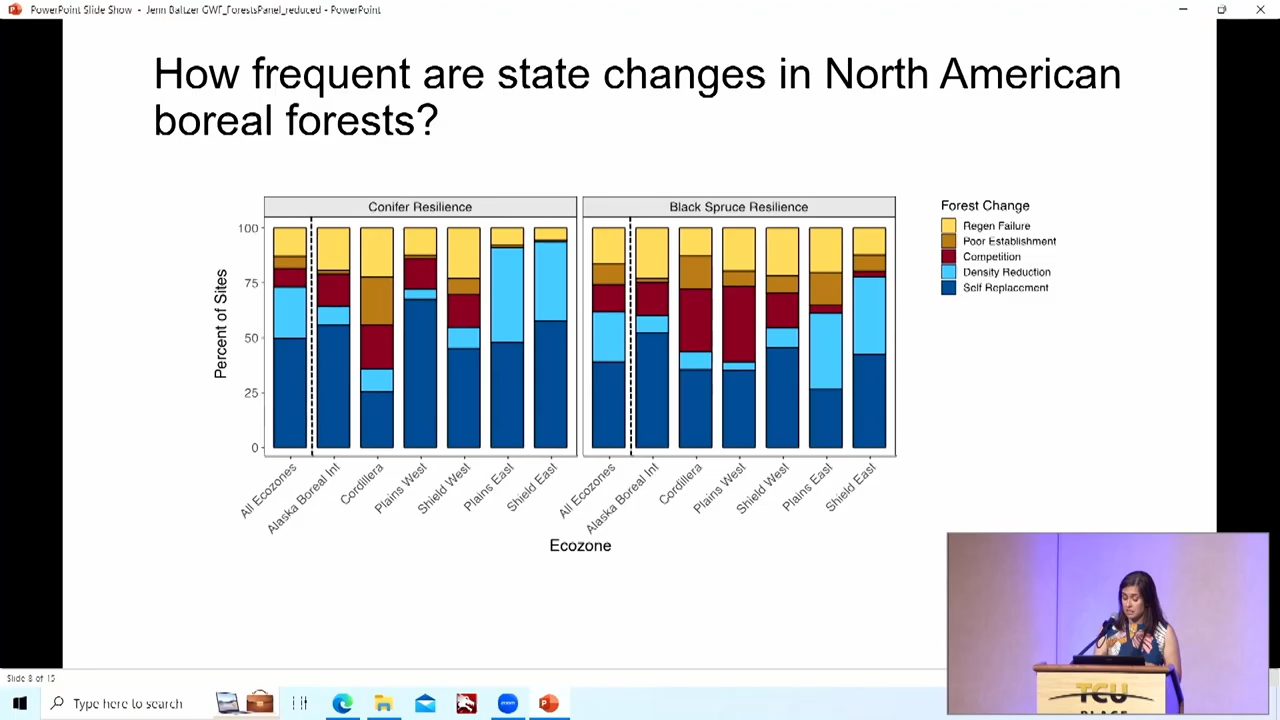 PowerPoint Slide Show - Jenn Baltzer GWF_ForestsPanel_reduced - PowerPoint
How frequent are state changes in North American
boreal forests?
Conifer Resilience
Black Spruce Resilience
Forest Change
Regen Failure
Poor Establishment
Competition
Density Reduction
Self Replacement
Percent of Sites
100
75
50
25
0
All Ecozones
Alaska Boreal Int
Cordillera
Plains West
Shield West
Plains East
Shield East
All Ecozones
Alaska Boreal Int
Cordillera
Plains West
Shield West
Plains East
Shield East
Ecozone
TCU
PLACE
Slide 8 of 15
Type here to search
zoom